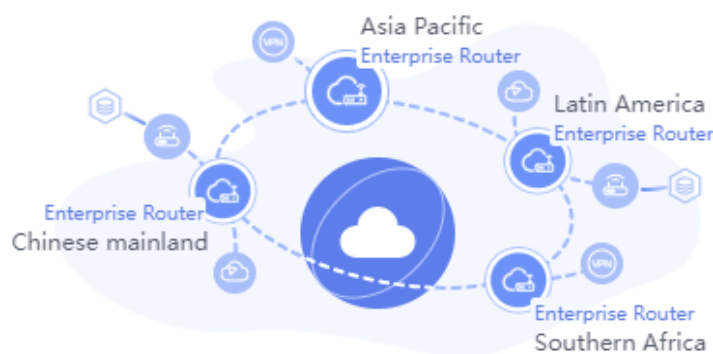 VPN
Asia Pacific
Enterprise Router
Latin America
Enterprise Router
Enterprise Router
Chinese mainland
VPN
Enterprise Router
Southern Africa